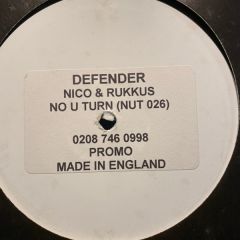 DEFENDER
NICO & RUKKUS
NO U TURN (NUT 026)
0208 746 0998
PROMO
MADE IN ENGLAND